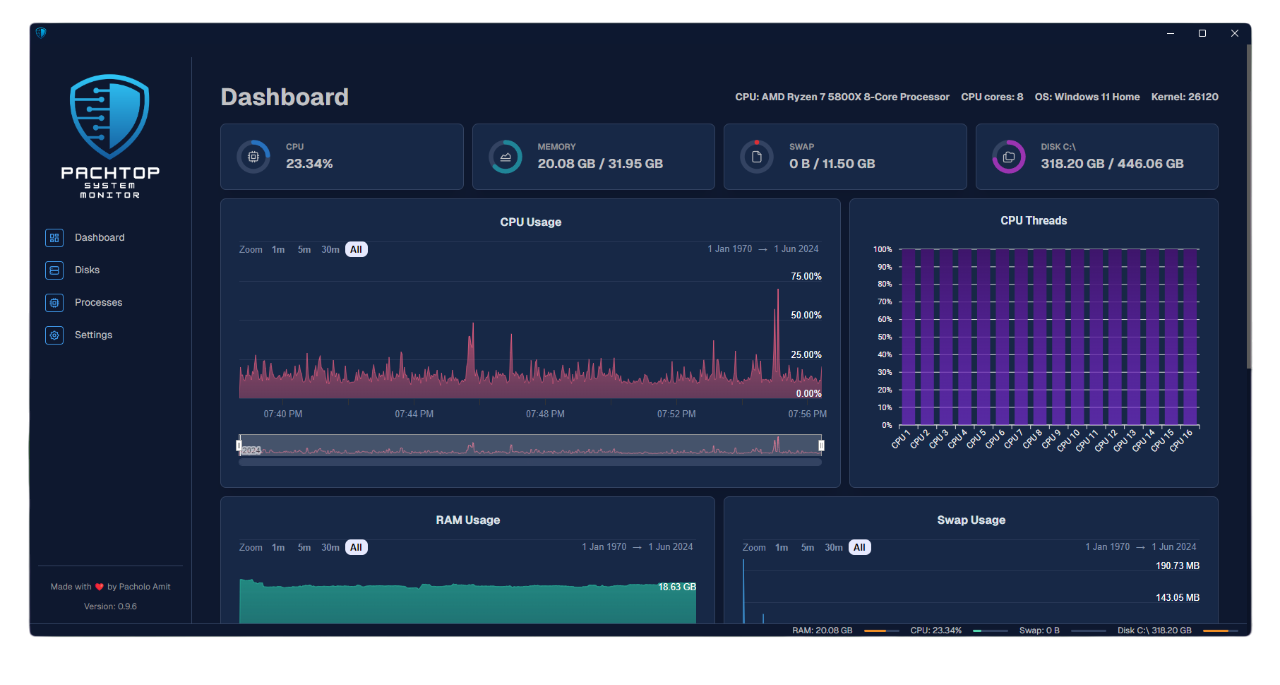 PACHTOP
SYSTEM
MONITOR
Dashboard
Disks
Processes
Settings
Made with ❤ by Pacholo Amit
Version: 0.9.6
Dashboard
CPU: AMD Ryzen 7 5800X 8-Core Processor CPU cores: 8 OS: Windows 11 Home Kernel: 26120
CPU
23.34%
MEMORY
20.08 GB / 31.95 GB
SWAP
0 B / 11.50 GB
DISK C:\
318.20 GB / 446.06 GB
CPU Usage
Zoom 1m 5m 30m All 1 Jan 1970 → 1 Jun 2024
75.00%
50.00%
25.00%
0.00%
07:40 PM 07:44 PM 07:48 PM 07:52 PM 07:56 PM
2024
CPU Threads
100%
90%
80%
70%
60%
50%
40%
30%
20%
10%
0%
CPU 1 CPU 2 CPU 3 CPU 4 CPU 5 CPU 6 CPU 7 CPU 8 CPU 9 CPU 10 CPU 11 CPU 12 CPU 13 CPU 14 CPU 15 CPU 16
RAM Usage
Zoom 1m 5m 30m All 1 Jan 1970 → 1 Jun 2024
18.63 GB
Swap Usage
Zoom 1m 5m 30m All 1 Jan 1970 → 1 Jun 2024
190.73 MB
143.05 MB
RAM: 20.08 GB CPU: 23.34% Swap: 0 B Disk C:\ 318.20 GB